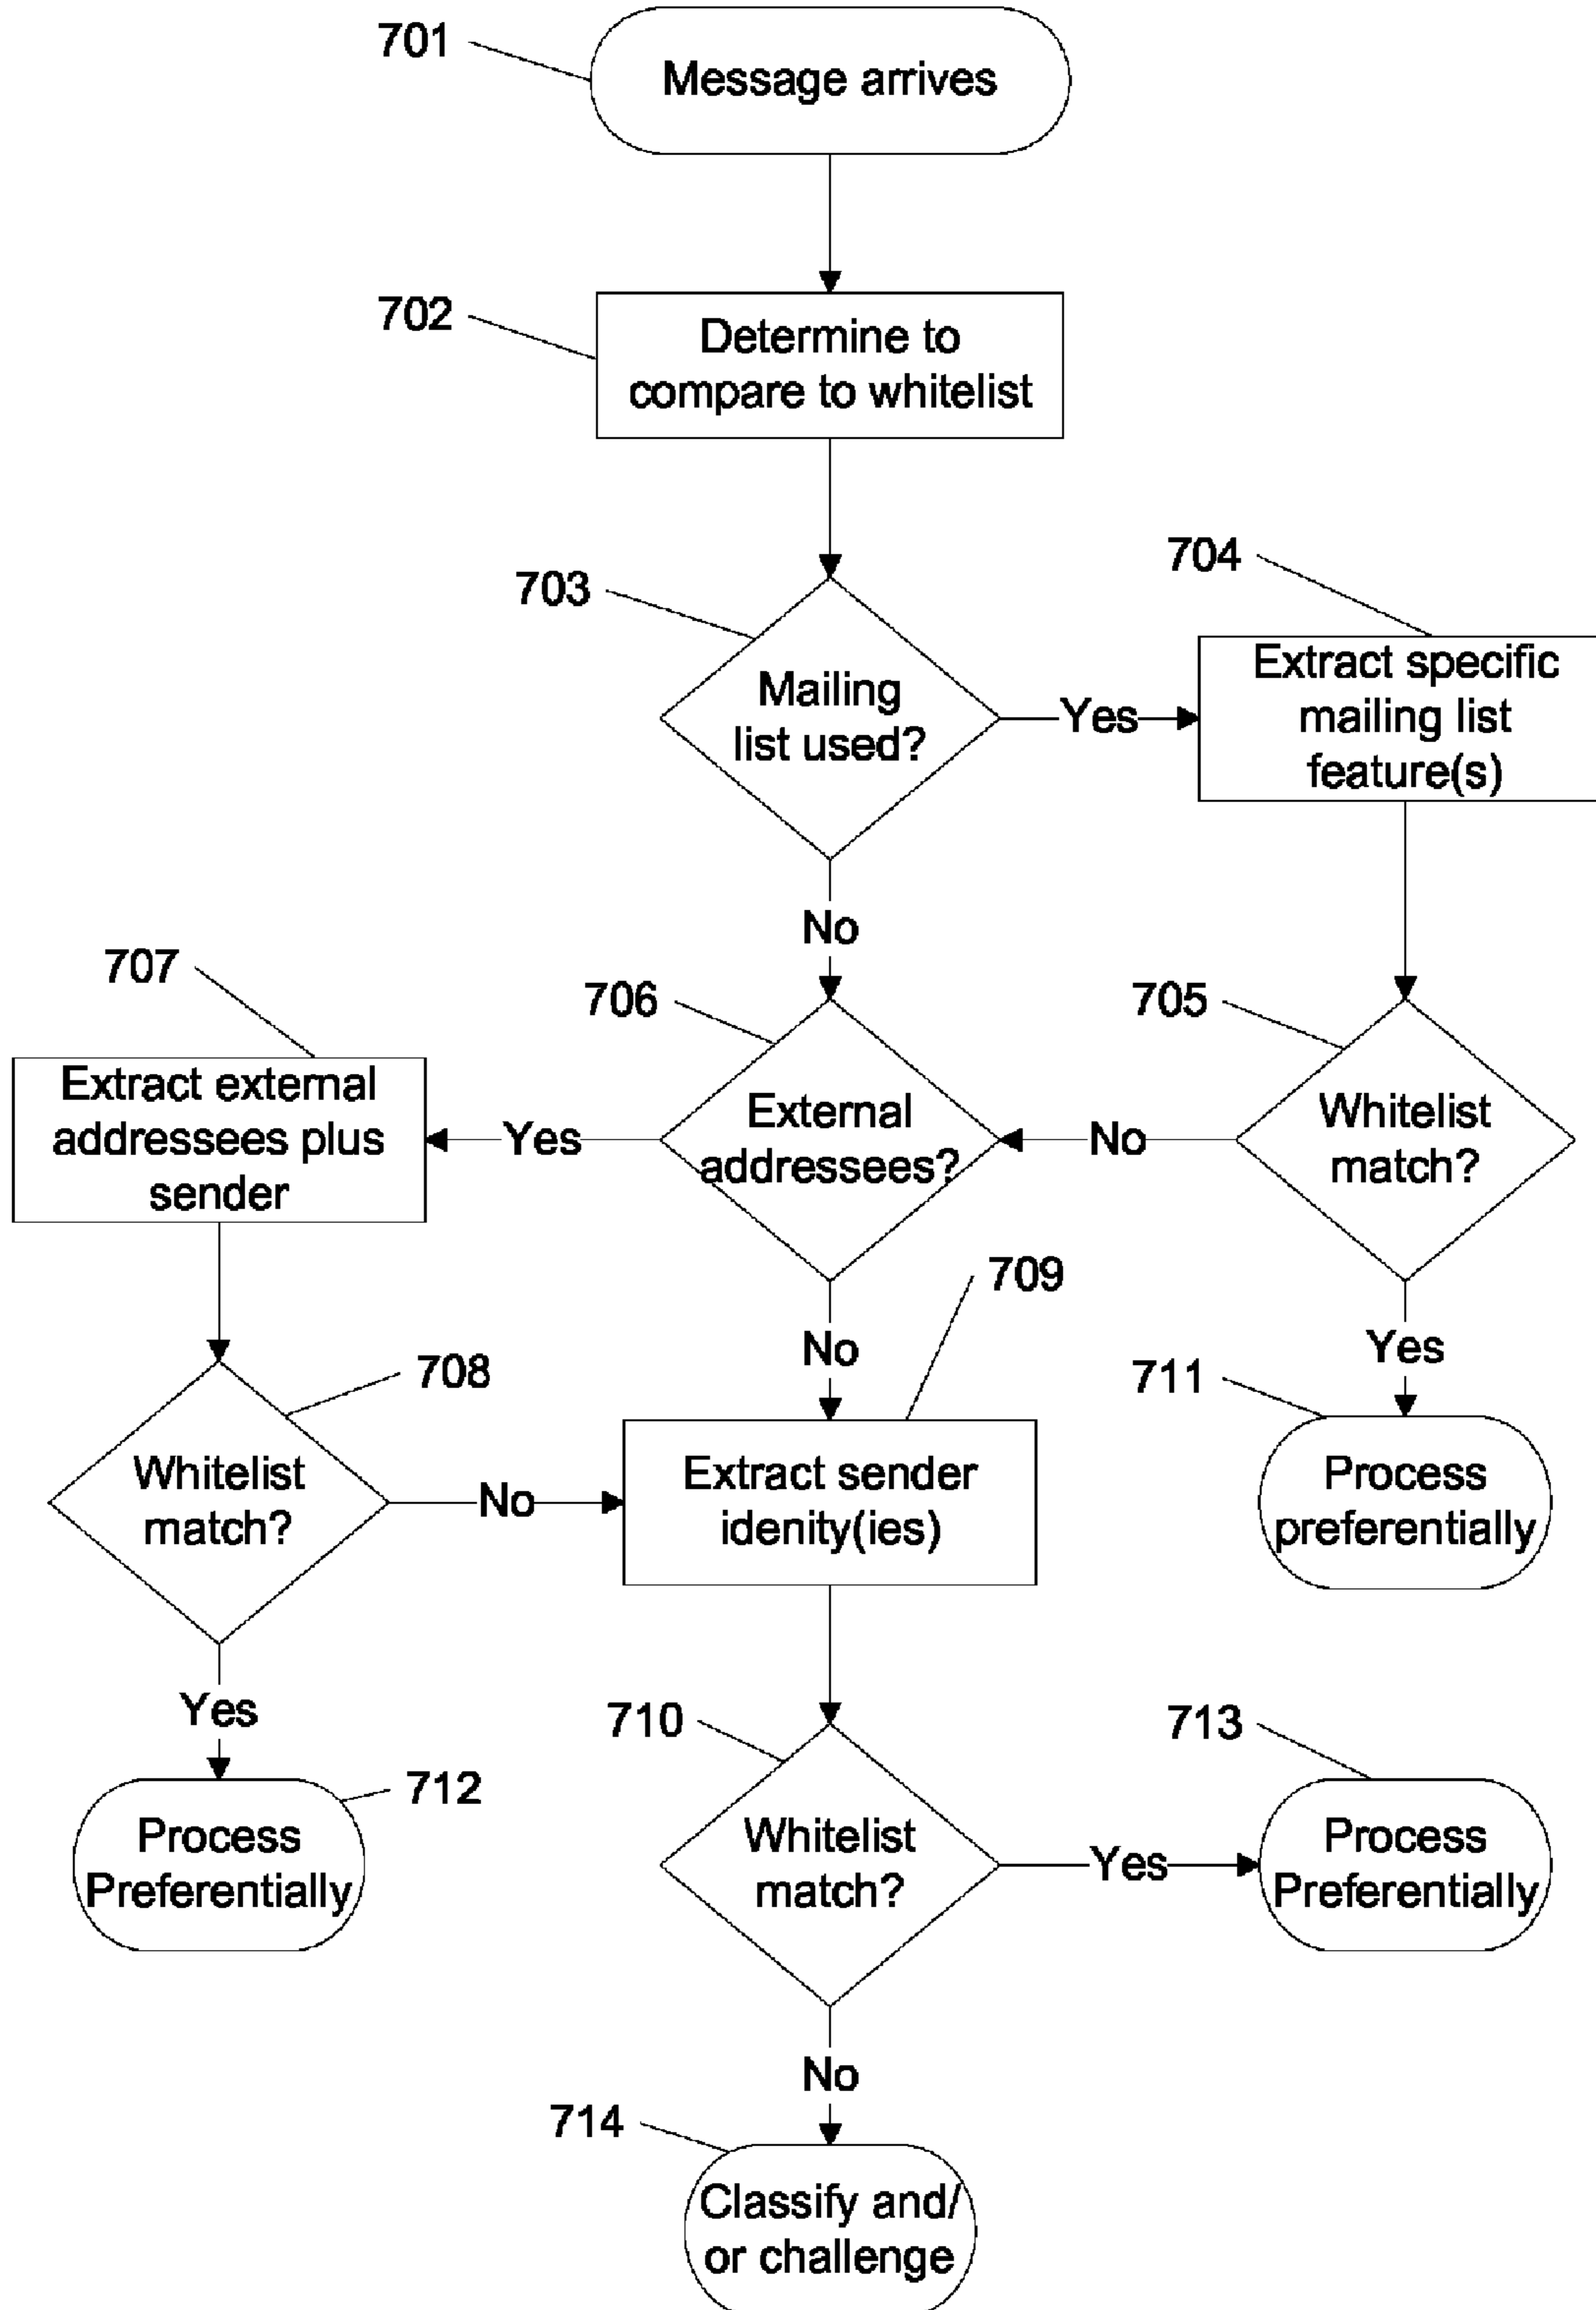 701
Message arrives
702
Determine to
compare to whitelist
703
Mailing
list used?
Yes
704
Extract specific
mailing list
feature(s)
No
705
Whitelist
match?
No
706
External
addressees?
Yes
707
Extract external
addressees plus
sender
Yes
711
Process
preferentially
No
708
Whitelist
match?
No
709
Extract sender
idenity(ies)
Yes
712
Process
Preferentially
710
Whitelist
match?
Yes
713
Process
Preferentially
No
714
Classify and/
or challenge